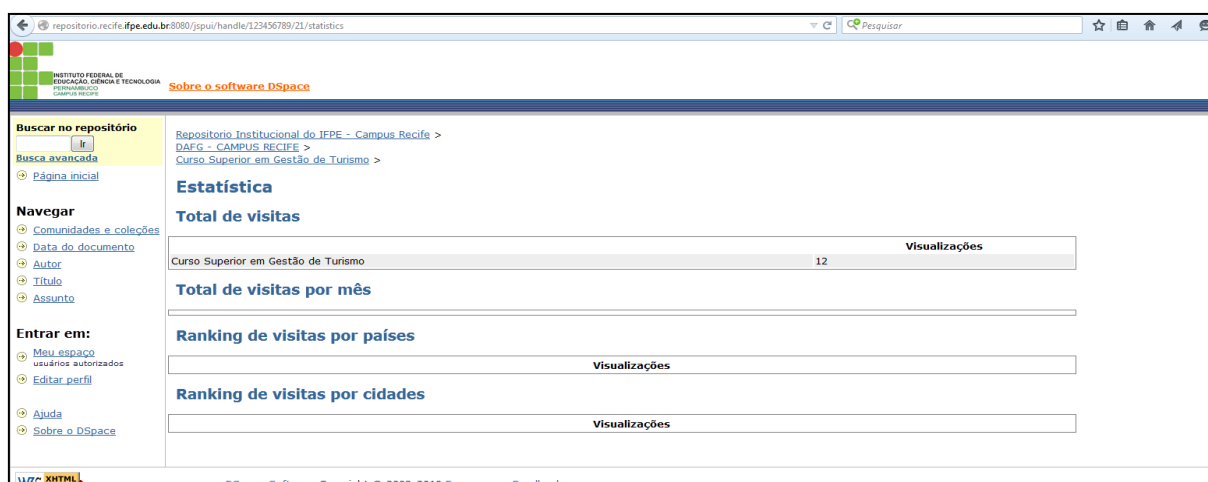 repositorio.recife.ifpe.edu.br:8080/jspui/handle/123456789/21/statistics
Pesquisar
INSTITUTO FEDERAL DE
EDUCAÇÃO, CIÊNCIA E TECNOLOGIA
PERNAMBUCO
CAMPUS RECIFE
Sobre o software DSpace
Buscar no repositório
Ir
Busca avançada
Página inicial
Navegar
Comunidades e coleções
Data do documento
Autor
Título
Assunto
Entrar em:
Meu espaço
usuários autorizados
Editar perfil
Ajuda
Sobre o DSpace
Repositorio Institucional do IFPE - Campus Recife >
DAFG - CAMPUS RECIFE >
Curso Superior em Gestão de Turismo >
Estatística
Total de visitas
Visualizações
Curso Superior em Gestão de Turismo 12
Total de visitas por mês
Ranking de visitas por países
Visualizações
Ranking de visitas por cidades
Visualizações
W3C XHTML